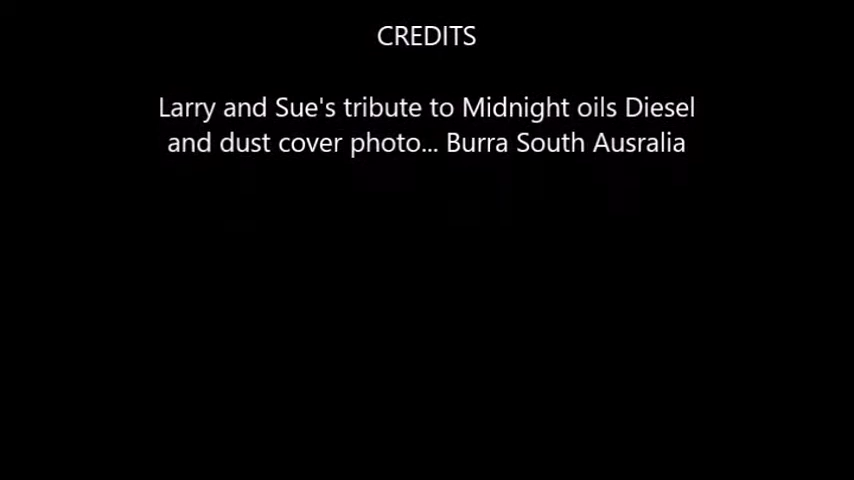 CREDITS
Larry and Sue's tribute to Midnight oils Diesel
and dust cover photo... Burra South Ausralia